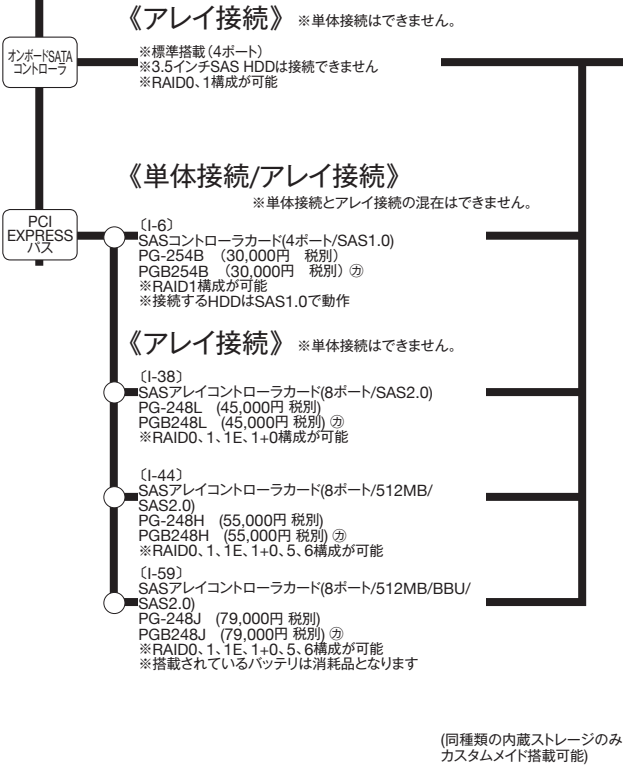 《アレイ接続》 ※単体接続はできません。
オンボードSATA
コントローラ
※標準搭載(4ポート)
※3.5インチSAS HDDは接続できません
※RAID0、1構成が可能
《単体接続/アレイ接続》
※単体接続とアレイ接続の混在はできません。
PCI
EXPRESS
バス
〔I-6〕
SASコントローラカード(4ポート/SAS1.0)
PG-254B (30,000円 税別)
PGB254B (30,000円 税別) ㋕
※RAID1構成が可能
※接続するHDDはSAS1.0で動作
《アレイ接続》 ※単体接続はできません。
〔I-38〕
SASアレイコントローラカード(8ポート/SAS2.0)
PG-248L (45,000円 税別)
PGB248L (45,000円 税別) ㋕
※RAID0、1、1E、1+0構成が可能
〔I-44〕
SASアレイコントローラカード(8ポート/512MB/
SAS2.0)
PG-248H (55,000円 税別)
PGB248H (55,000円 税別) ㋕
※RAID0、1、1E、1+0、5、6構成が可能
〔I-59〕
SASアレイコントローラカード(8ポート/512MB/BBU/
SAS2.0)
PG-248J (79,000円 税別)
PGB248J (79,000円 税別) ㋕
※RAID0、1、1E、1+0、5、6構成が可能
※搭載されているバッテリは消耗品となります
(同種類の内蔵ストレージのみ
カスタムメイド搭載可能)